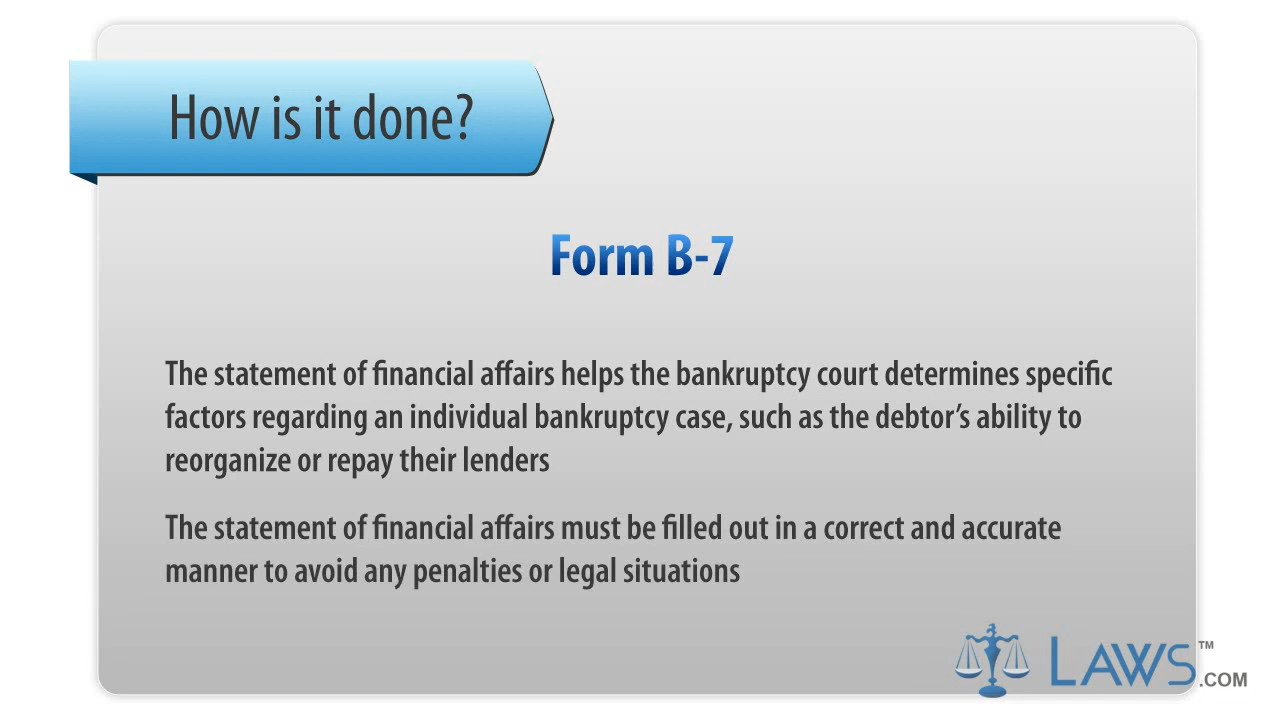 How is it done?
Form B-7
The statement of financial affairs helps the bankruptcy court determines specific
factors regarding an individual bankruptcy case, such as the debtor’s ability to
reorganize or repay their lenders
The statement of financial affairs must be filled out in a correct and accurate
manner to avoid any penalties or legal situations
LAWS™
.COM